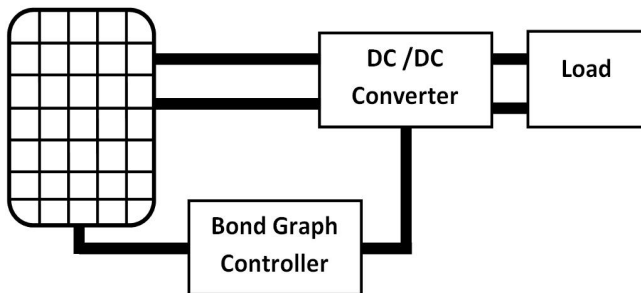 DC /DC
Converter
Load
Bond Graph
Controller